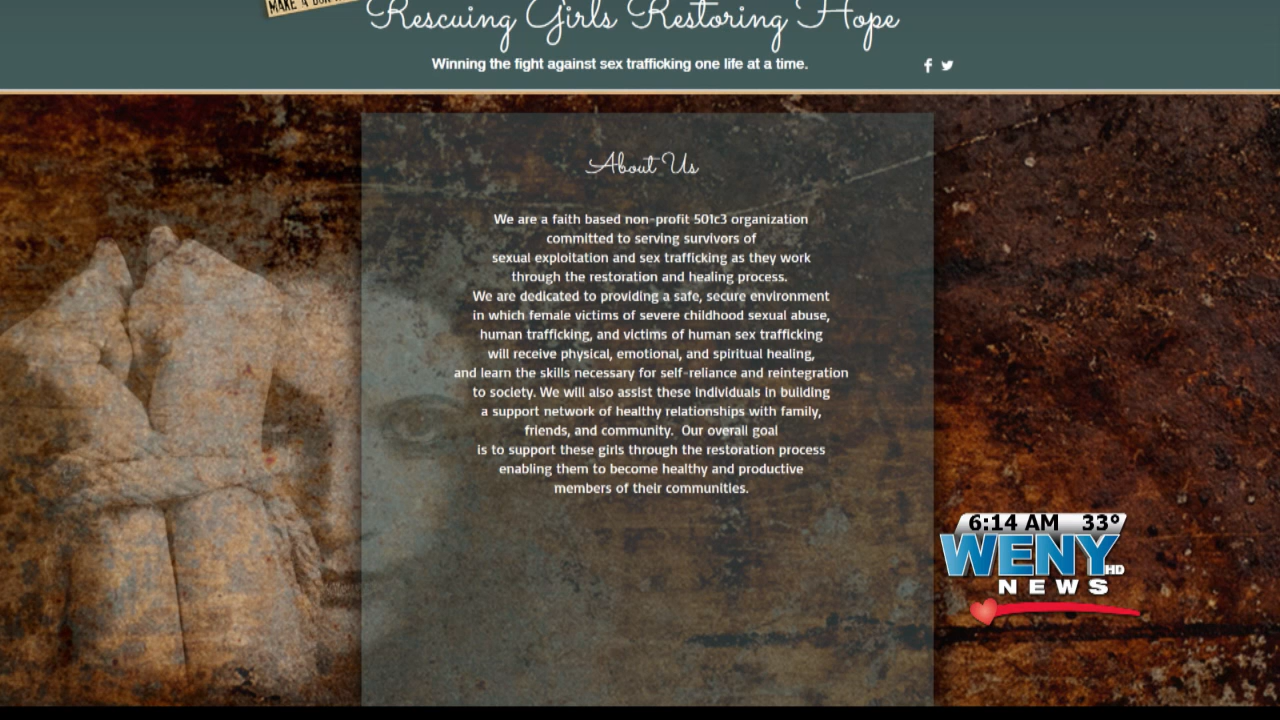 MAKE A
Rescuing Girls Restoring Hope
Winning the fight against sex trafficking one life at a time.
About Us
We are a faith based non-profit 501c3 organization
committed to serving survivors of
sexual exploitation and sex trafficking as they work
through the restoration and healing process.
We are dedicated to providing a safe, secure environment
in which female victims of severe childhood sexual abuse,
human trafficking, and victims of human sex trafficking
will receive physical, emotional, and spiritual healing,
and learn the skills necessary for self-reliance and reintegration
to society. We will also assist these individuals in building
a support network of healthy relationships with family,
friends, and community. Our overall goal
is to support these girls through the restoration process
enabling them to become healthy and productive
members of their communities.
6:14 AM 33°
WENY HD
NEWS